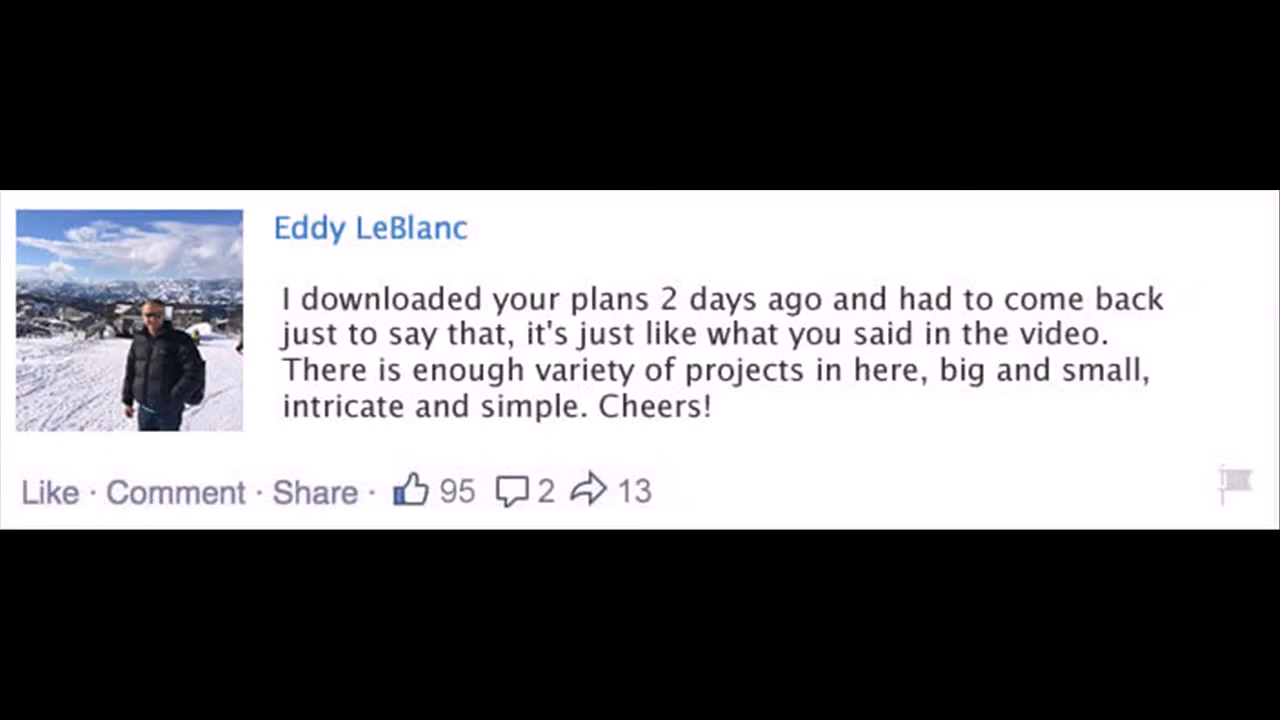 Eddy LeBlanc
I downloaded your plans 2 days ago and had to come back
just to say that, it's just like what you said in the video.
There is enough variety of projects in here, big and small,
intricate and simple. Cheers!
Like · Comment · Share · 95 2 13